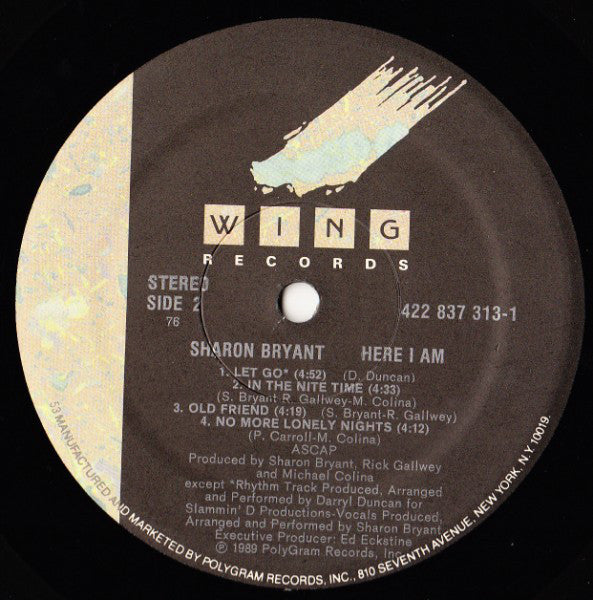 WING
RECORDS
STEREO
SIDE 2
76
422 837 313-1
SHARON BRYANT HERE I AM
1. LET GO* (4:52) (D. Duncan)
2. IN THE NITE TIME (4:33)
(S. Bryant-R. Gallwey-M. Colina)
3. OLD FRIEND (4:19) (S. Bryant-R. Gallwey)
4. NO MORE LONELY NIGHTS (4:12)
(P. Carroll-M. Colina)
ASCAP
Produced by Sharon Bryant, Rick Gallwey
and Michael Colina
except *Rhythm Track Produced, Arranged
and Performed by Darryl Duncan for
Slammin' D Productions-Vocals Produced,
Arranged and Performed by Sharon Bryant
Executive Producer: Ed Eckstine
℗ 1989 PolyGram Records, Inc.
53 MANUFACTURED AND MARKETED BY POLYGRAM RECORDS, INC., 810 SEVENTH AVENUE, NEW YORK, N.Y. 10019.